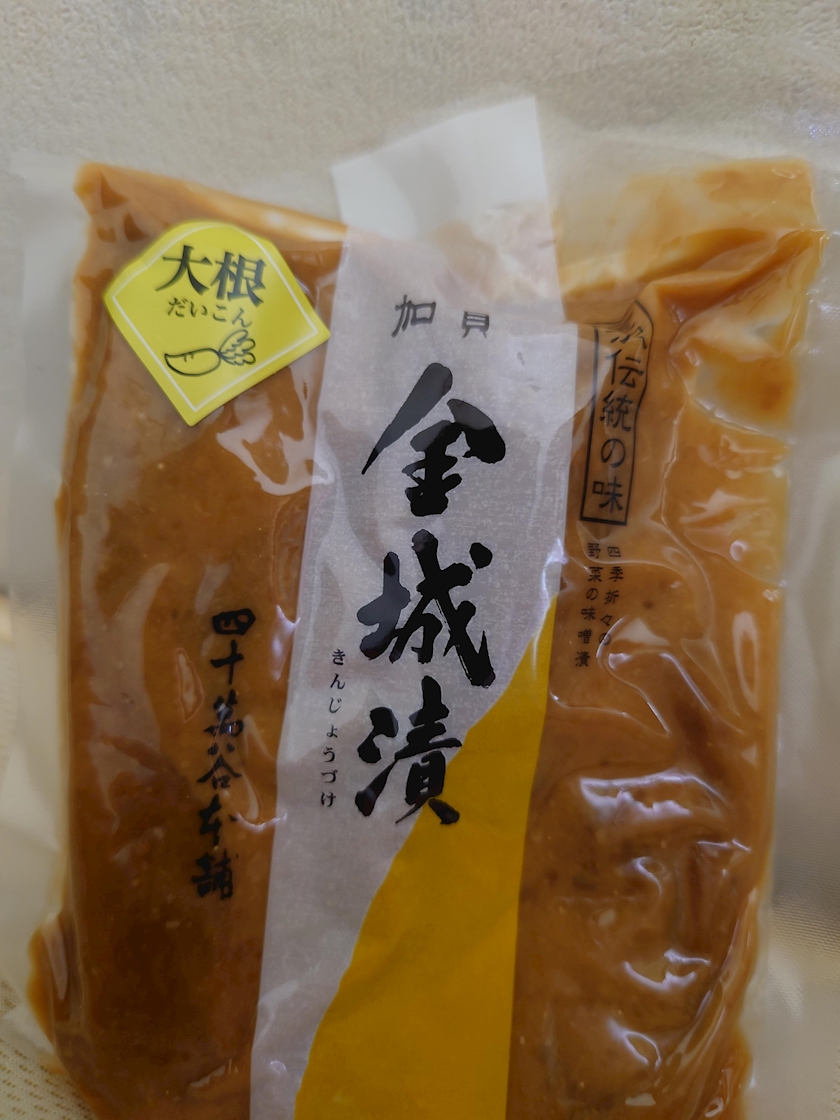 大根
だいこん
加賀
金城漬
きんじょうづけ
伝統の味
四季折々の
野菜の味噌漬
四十萬谷本舗